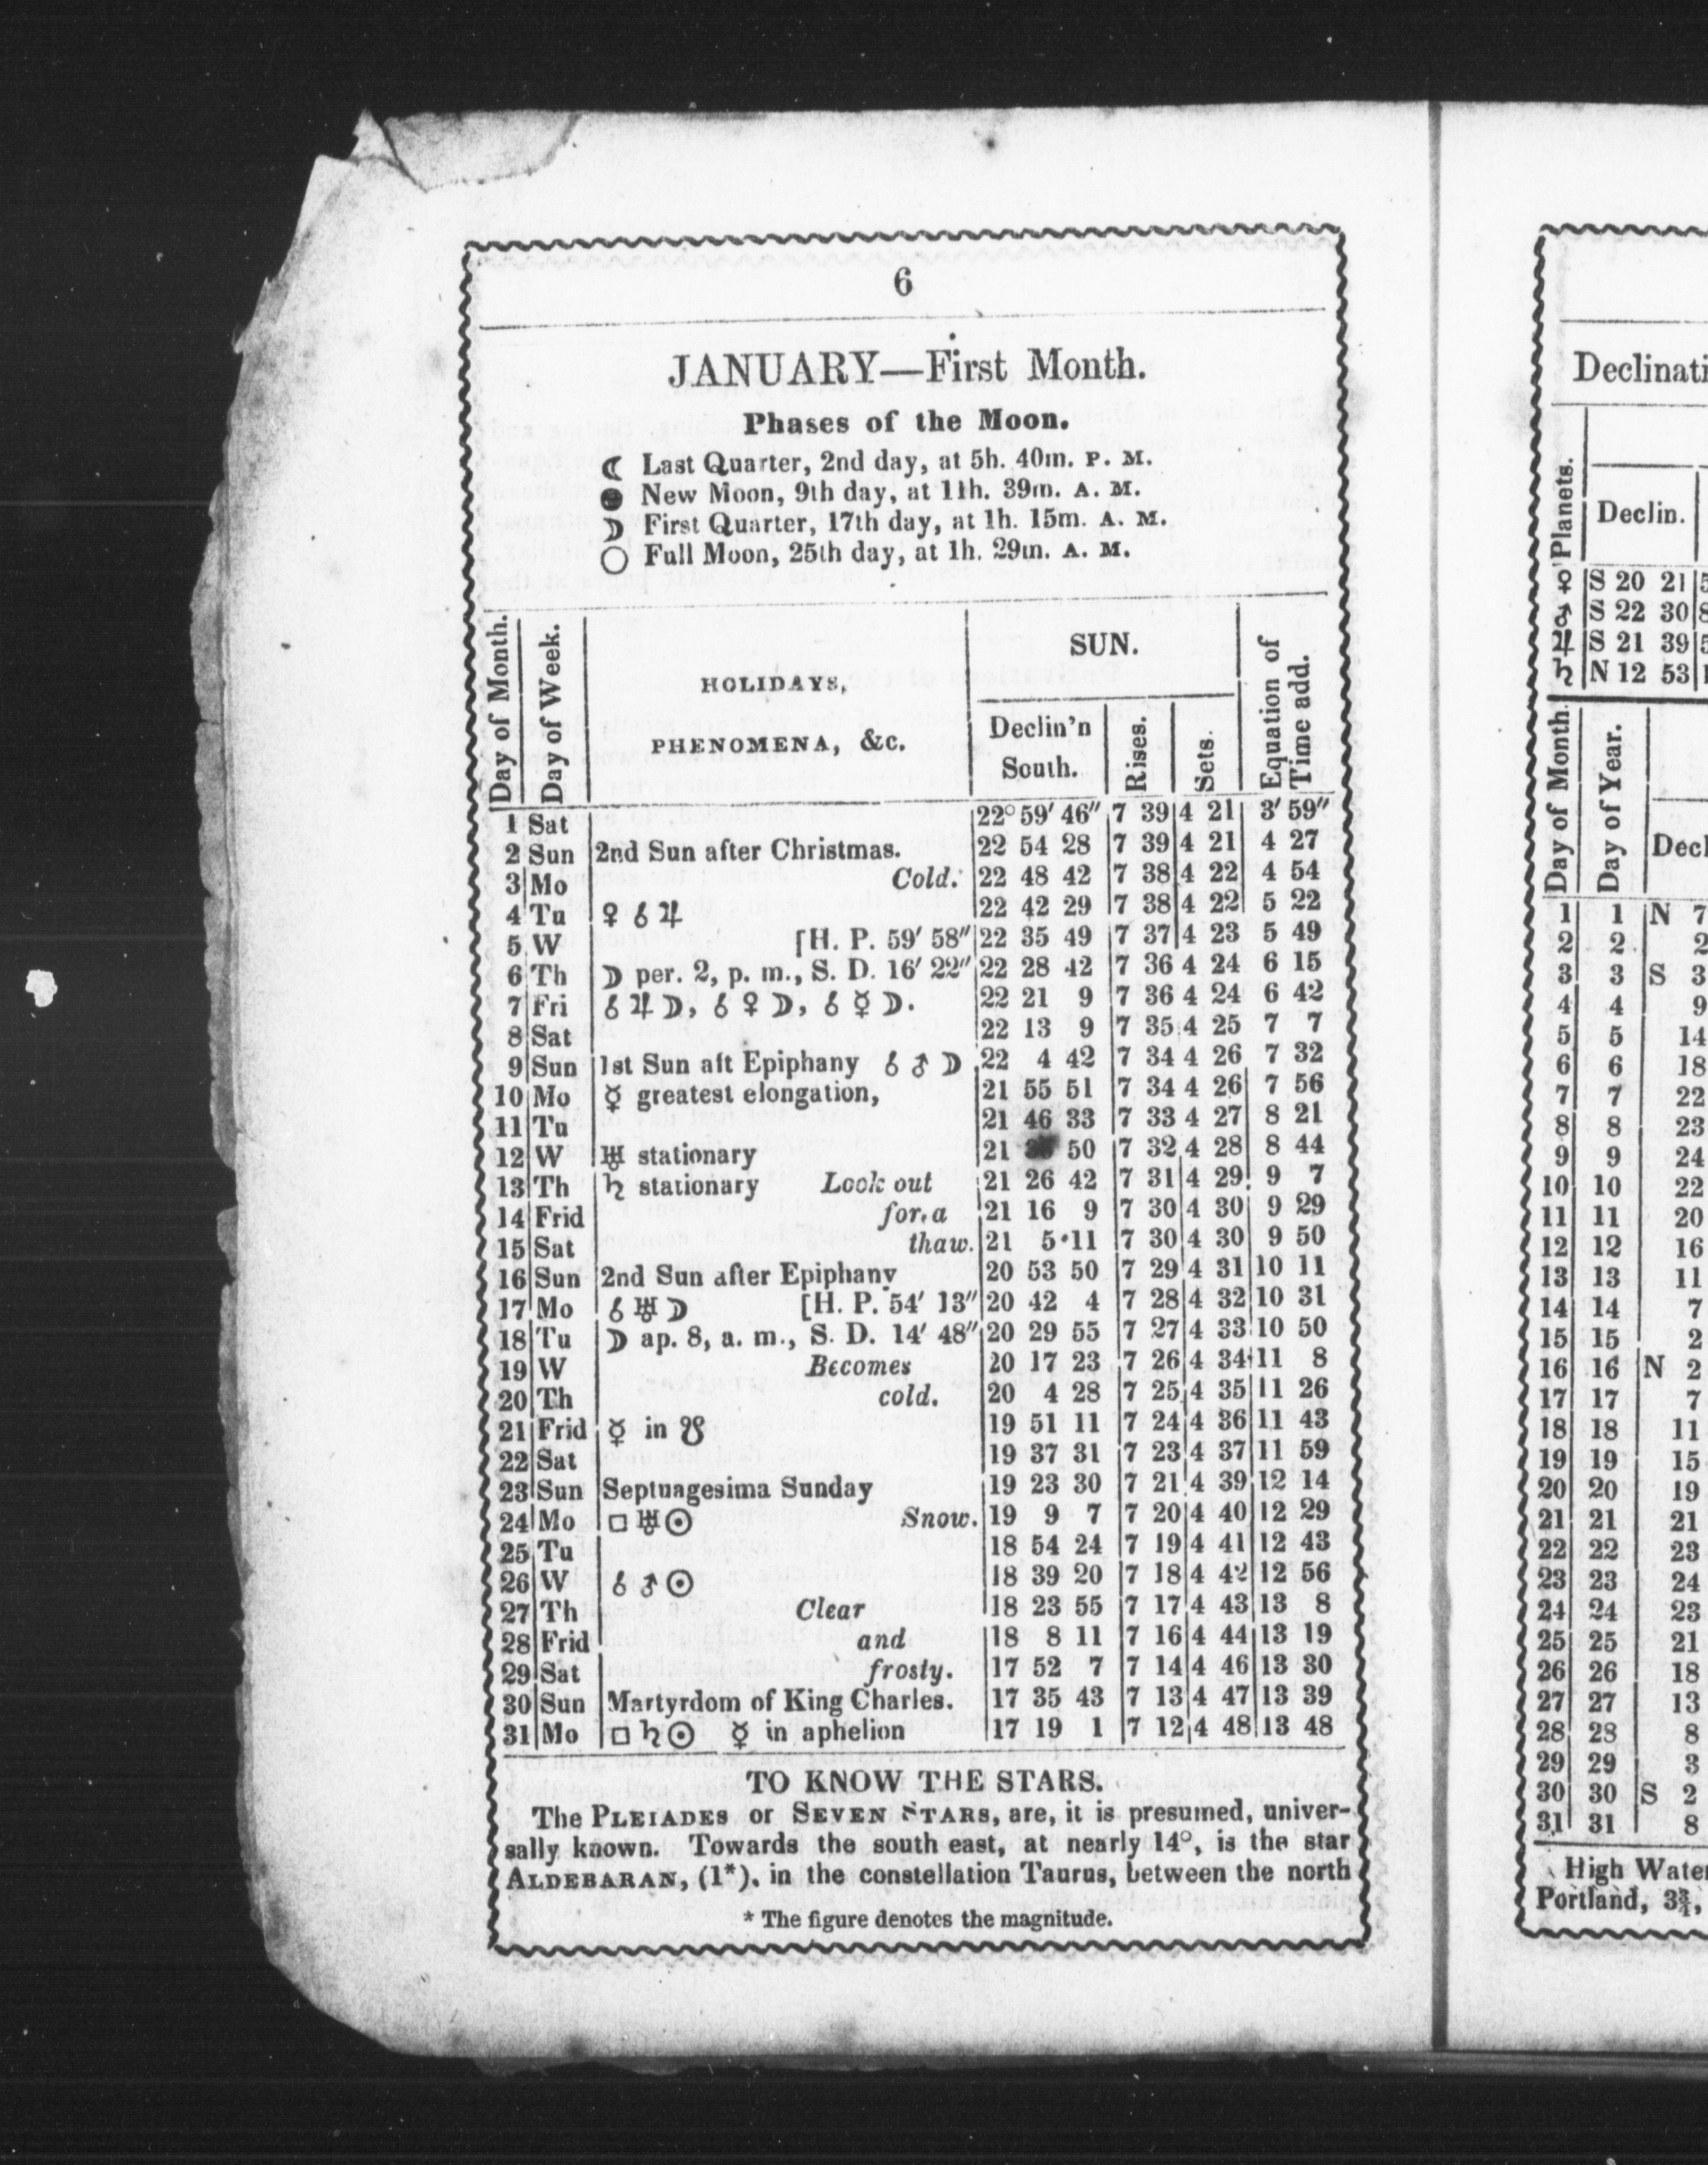 6
JANUARY—First Month.
Phases of the Moon.
☾ Last Quarter, 2nd day, at 5h. 40m. P. M.
● New Moon, 9th day, at 11h. 39m. A. M.
☽ First Quarter, 17th day, at 1h. 15m. A. M.
○ Full Moon, 25th day, at 1h. 29m. A. M.
Day of Month. Day of Week. HOLIDAYS, PHENOMENA, &c. SUN. Declin'n South. Rises. Sets. Equation of Time add.
1 Sat 22° 59′ 46″ 7 39 4 21 3′ 59″
2 Sun 2nd Sun after Christmas. 22 54 28 7 39 4 21 4 27
3 Mo Cold. 22 48 42 7 38 4 22 4 54
4 Tu ♀ ☌ ♃ 22 42 29 7 38 4 22 5 22
5 W [H. P. 59′ 58″ 22 35 49 7 37 4 23 5 49
6 Th ☽ per. 2, p. m., S. D. 16′ 22″ 22 28 42 7 36 4 24 6 15
7 Fri ☌ ♃ ☽, ☌ ♀ ☽, ☌ ☿ ☽. 22 21 9 7 36 4 24 6 42
8 Sat 22 13 9 7 35 4 25 7 7
9 Sun 1st Sun aft Epiphany ☌ ♂ ☽ 22 4 42 7 34 4 26 7 32
10 Mo ☿ greatest elongation, 21 55 51 7 34 4 26 7 56
11 Tu 21 46 33 7 33 4 27 8 21
12 W ♅ stationary 21 50 7 32 4 28 8 44
13 Th ♄ stationary Look out 21 26 42 7 31 4 29 9 7
14 Frid for a 21 16 9 7 30 4 30 9 29
15 Sat thaw. 21 5 11 7 30 4 30 9 50
16 Sun 2nd Sun after Epiphany 20 53 50 7 29 4 31 10 11
17 Mo ☌ ♅ ☽ [H. P. 54′ 13″ 20 42 4 7 28 4 32 10 31
18 Tu ☽ ap. 8, a. m., S. D. 14′ 48″ 20 29 55 7 27 4 33 10 50
19 W Becomes 20 17 23 7 26 4 34 11 8
20 Th cold. 20 4 28 7 25 4 35 11 26
21 Frid ☿ in ☋ 19 51 11 7 24 4 36 11 43
22 Sat 19 37 31 7 23 4 37 11 59
23 Sun Septuagesima Sunday 19 23 30 7 21 4 39 12 14
24 Mo □ ♅ ☉ Snow. 19 9 7 7 20 4 40 12 29
25 Tu 18 54 24 7 19 4 41 12 43
26 W ☌ ♂ ☉ 18 39 20 7 18 4 42 12 56
27 Th Clear 18 23 55 7 17 4 43 13 8
28 Frid and 18 8 11 7 16 4 44 13 19
29 Sat frosty. 17 52 7 7 14 4 46 13 30
30 Sun Martyrdom of King Charles. 17 35 43 7 13 4 47 13 39
31 Mo □ ♄ ☉ ☿ in aphelion 17 19 1 7 12 4 48 13 48
TO KNOW THE STARS.
The PLEIADES or SEVEN STARS, are, it is presumed, univer-
sally known. Towards the south east, at nearly 14°, is the star
ALDEBARAN, (1*), in the constellation Taurus, between the north
* The figure denotes the magnitude.
Planets. Declin.
♀ S 20 21
♂ S 22 30
♃ S 21 39
♄ N 12 53
Day of Month. Day of Year.
1 1 N 7
2 2 2
3 3 S 3
4 4 9
5 5 14
6 6 18
7 7 22
8 8 23
9 9 24
10 10 22
11 11 20
12 12 16
13 13 11
14 14 7
15 15 2
16 16 N 2
17 17 7
18 18 11
19 19 15
20 20 19
21 21 21
22 22 23
23 23 24
24 24 23
25 25 21
26 26 18
27 27 13
28 28 8
29 29 3
30 30 S 2
31 31 8
High Water
Portland, 3¾,